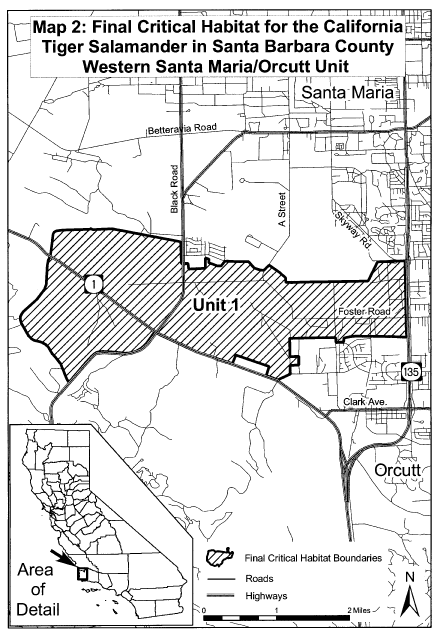 Map 2: Final Critical Habitat for the California
Tiger Salamander in Santa Barbara County
Western Santa Maria/Orcutt Unit
Santa Maria
Betteravia Road
Black Road
A Street
Skyway Rd.
1
Unit 1
Foster Road
135
Clark Ave.
Orcutt
Area
of
Detail
Final Critical Habitat Boundaries
Roads
Highways
N
0 1 2 Miles